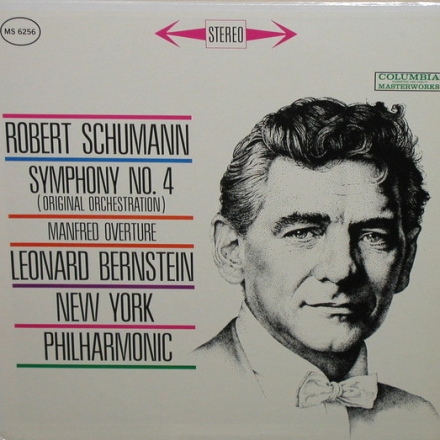 MS 6256
STEREO
COLUMBIA
MASTERWORKS
ROBERT SCHUMANN
SYMPHONY NO. 4
(ORIGINAL ORCHESTRATION)
MANFRED OVERTURE
LEONARD BERNSTEIN
NEW YORK
PHILHARMONIC